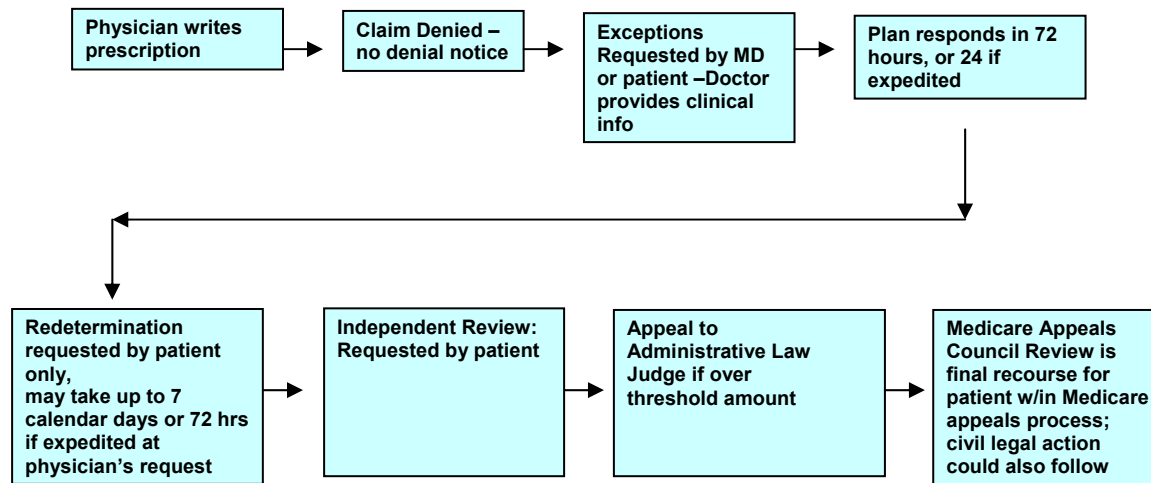 Physician writes
prescription
Claim Denied –
no denial notice
Exceptions
Requested by MD
or patient –Doctor
provides clinical
info
Plan responds in 72
hours, or 24 if
expedited
Redetermination
requested by patient
only,
may take up to 7
calendar days or 72 hrs
if expedited at
physician's request
Independent Review:
Requested by patient
Appeal to
Administrative Law
Judge if over
threshold amount
Medicare Appeals
Council Review is
final recourse for
patient w/in Medicare
appeals process;
civil legal action
could also follow